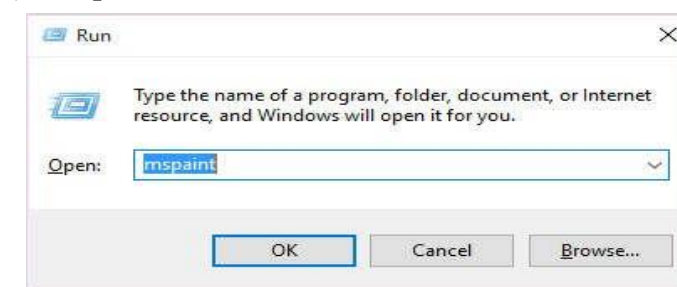 Run
Type the name of a program, folder, document, or Internet
resource, and Windows will open it for you.
Open: mspaint
OK Cancel Browse...